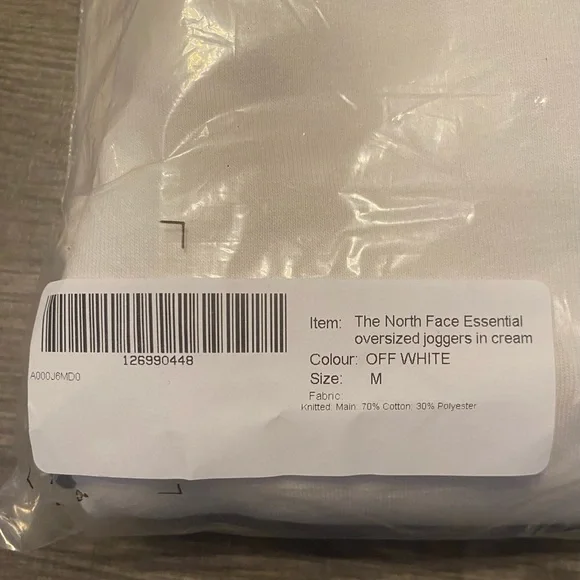 126990448
A000J6MD0
Item: The North Face Essential
oversized joggers in cream
Colour: OFF WHITE
Size: M
Fabric:
Knitted: Main: 70% Cotton, 30% Polyester